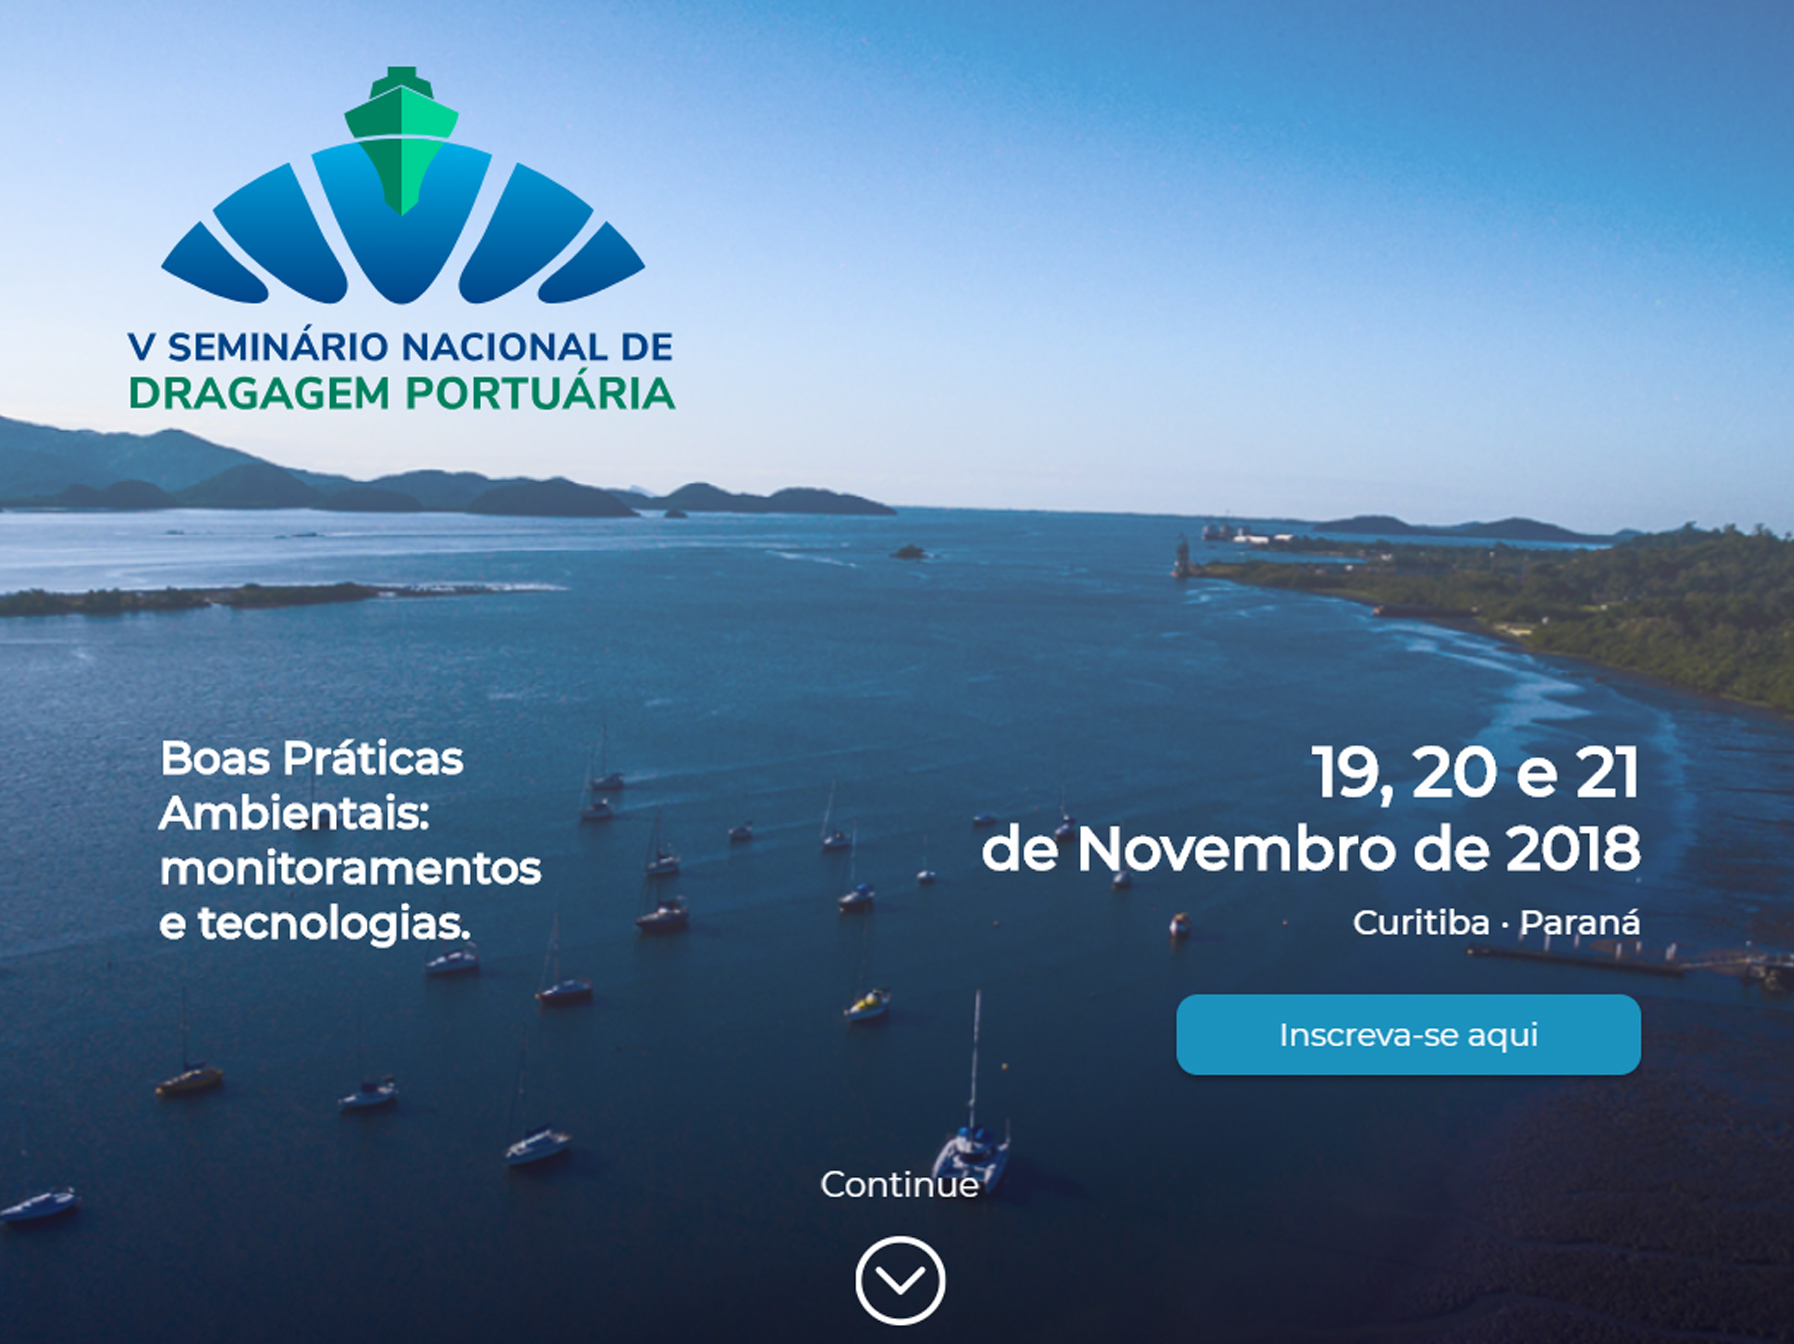 V SEMINÁRIO NACIONAL DE
DRAGAGEM PORTUÁRIA
Boas Práticas
Ambientais:
monitoramentos
e tecnologias.
19, 20 e 21
de Novembro de 2018
Curitiba · Paraná
Inscreva-se aqui
Continue